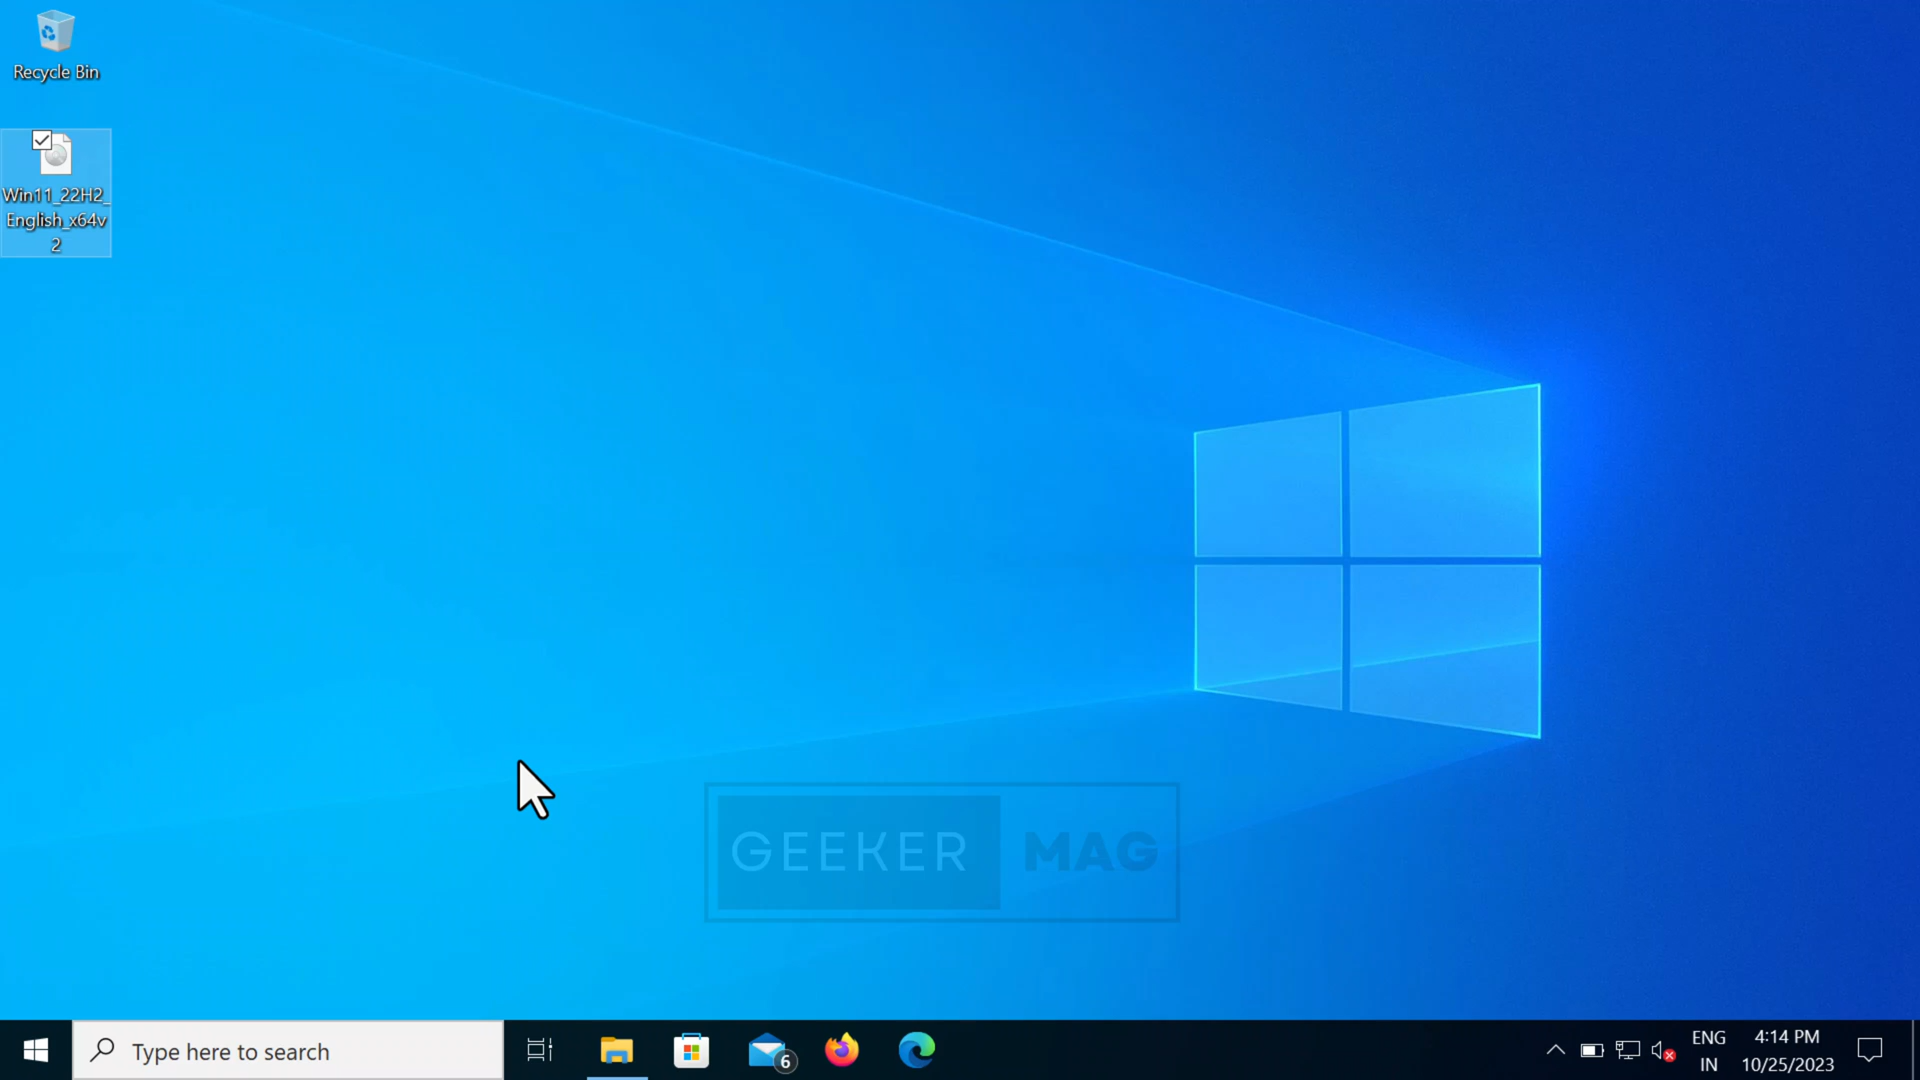 Recycle Bin
Win11_22H2_
English_x64v
2
GEEKER MAG
Type here to search
6
ENG
IN
4:14 PM
10/25/2023